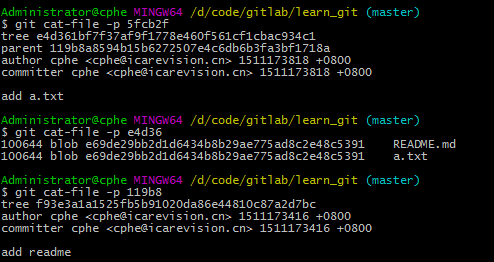 Administrator@cphe MINGW64 /d/code/gitlab/learn_git (master)
$ git cat-file -p 5fcb2f
tree e4d361bf7f37af9f1778e460f561cf1cbac934c1
parent 119b8a8594b15b6272507e4c6db6b3fa3bf1718a
author cphe <cphe@icarevision.cn> 1511173818 +0800
committer cphe <cphe@icarevision.cn> 1511173818 +0800
add a.txt
Administrator@cphe MINGW64 /d/code/gitlab/learn_git (master)
$ git cat-file -p e4d36
100644 blob e69de29bb2d1d6434b8b29ae775ad8c2e48c5391 README.md
100644 blob e69de29bb2d1d6434b8b29ae775ad8c2e48c5391 a.txt
Administrator@cphe MINGW64 /d/code/gitlab/learn_git (master)
$ git cat-file -p 119b8
tree f93e3a1a1525fb5b91020da86e44810c87a2d7bc
author cphe <cphe@icarevision.cn> 1511173416 +0800
committer cphe <cphe@icarevision.cn> 1511173416 +0800
add readme